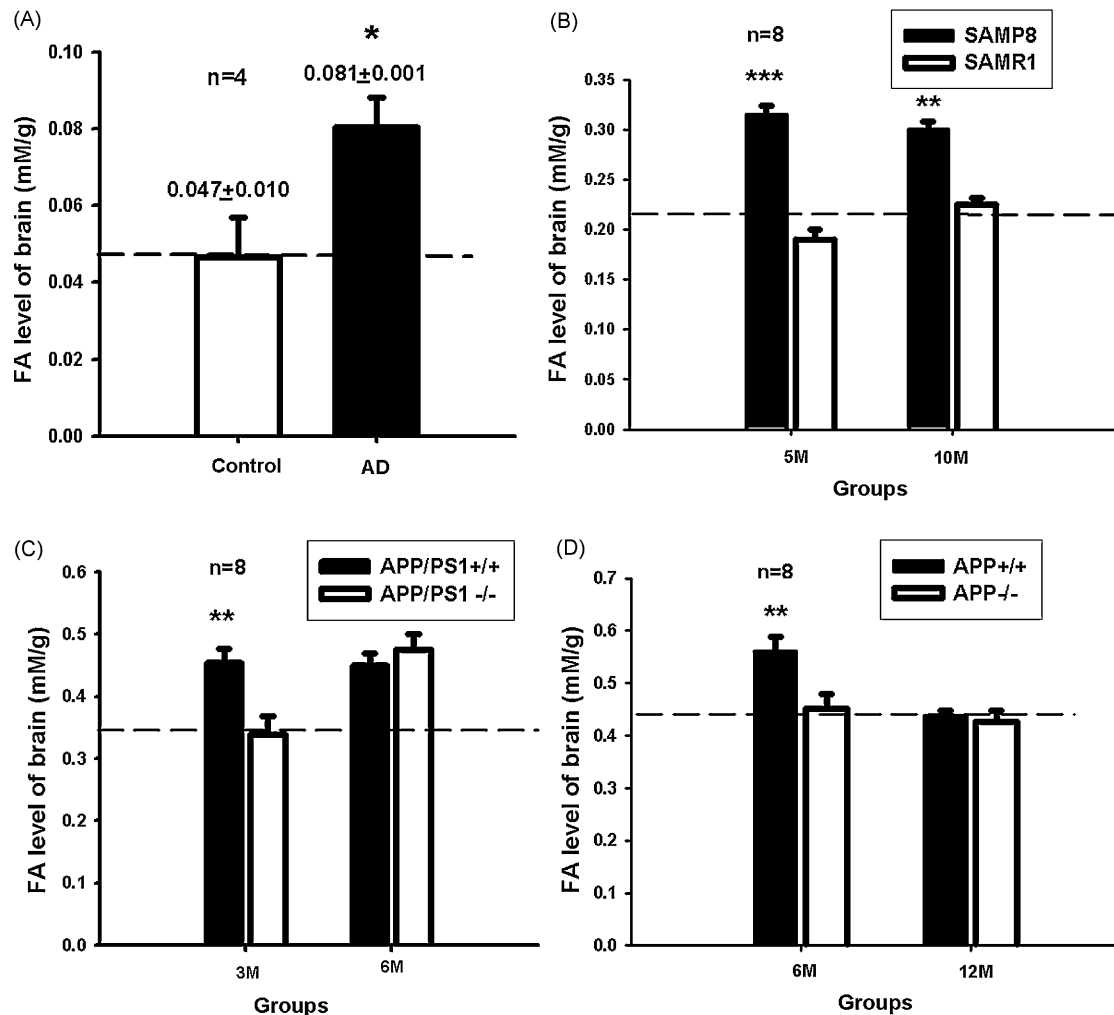 (A)
FA level of brain (mM/g)
0.10
0.08
0.06
0.04
0.02
0.00
n=4
*
0.081±0.001
0.047±0.010
Control
AD
(B)
FA level of brain (mM/g)
0.35
0.30
0.25
0.20
0.15
0.10
0.05
0.00
n=8
***
**
SAMP8
SAMR1
5M
10M
Groups
(C)
FA level of brain (mM/g)
0.6
0.5
0.4
0.3
0.2
0.1
0.0
n=8
**
APP/PS1+/+
APP/PS1 -/-
3M
6M
Groups
(D)
FA level of brain (mM/g)
0.7
0.6
0.5
0.4
0.3
0.2
0.1
0.0
n=8
**
APP+/+
APP-/-
6M
12M
Groups